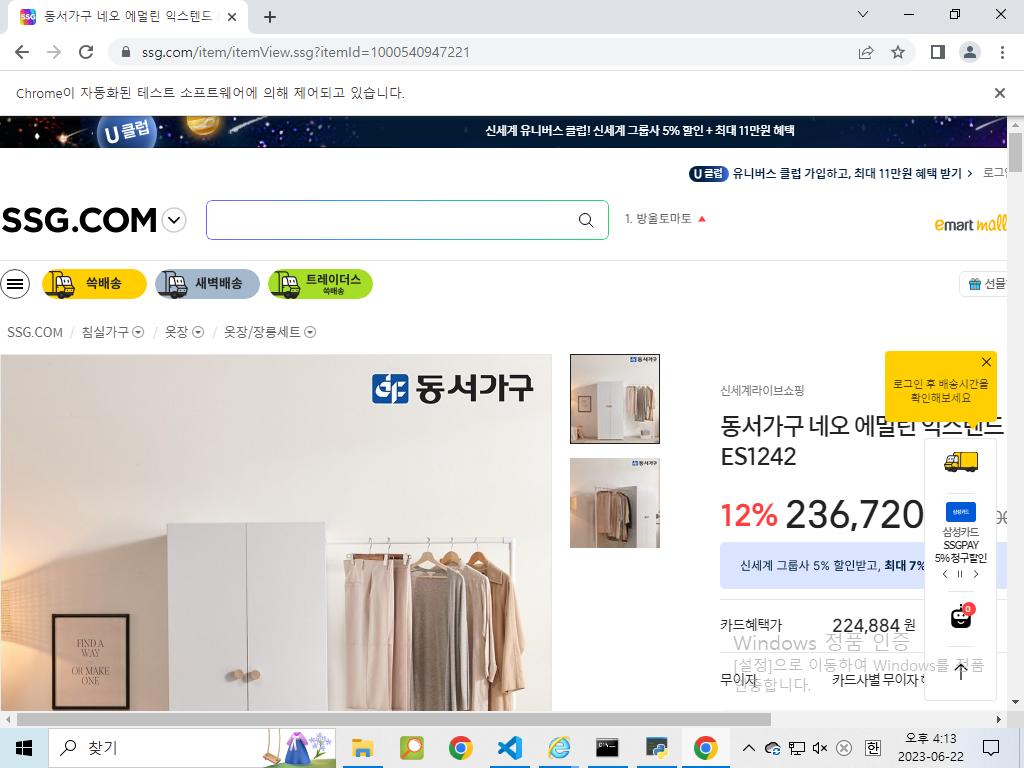 동서가구 네오 에멀린 익스텐드
ssg.com/item/itemView.ssg?itemId=1000540947221
Chrome이 자동화된 테스트 소프트웨어에 의해 제어되고 있습니다.
U 클럽
신세계 유니버스 클럽! 신세계 그룹사 5% 할인 + 최대 11만원 혜택
U 클럽 유니버스 클럽 가입하고, 최대 11만원 혜택 받기 >
SSG.COM
1. 방울토마토
emart mall
쓱배송
새벽배송
트레이더스
쓱배송
선물
SSG.COM / 침실가구 / 옷장 / 옷장/장롱세트
동서가구
FIND A
WAY
OR MAKE
ONE
신세계라이브쇼핑
로그인 후 배송시간을
확인해보세요
동서가구 네오 에멀린 익스텐드
ES1242
12% 236,720
신세계 그룹사 5% 할인받고, 최대 7%
삼성카드
삼성카드
SSGPAY
5% 청구할인
0
카드혜택가 224,884 원
Windows 정품 인증
[설정]으로 이동하여 Windows를 정품
인증합니다.
무이자 카드사별 무이자
찾기
한
오후 4:13
2023-06-22